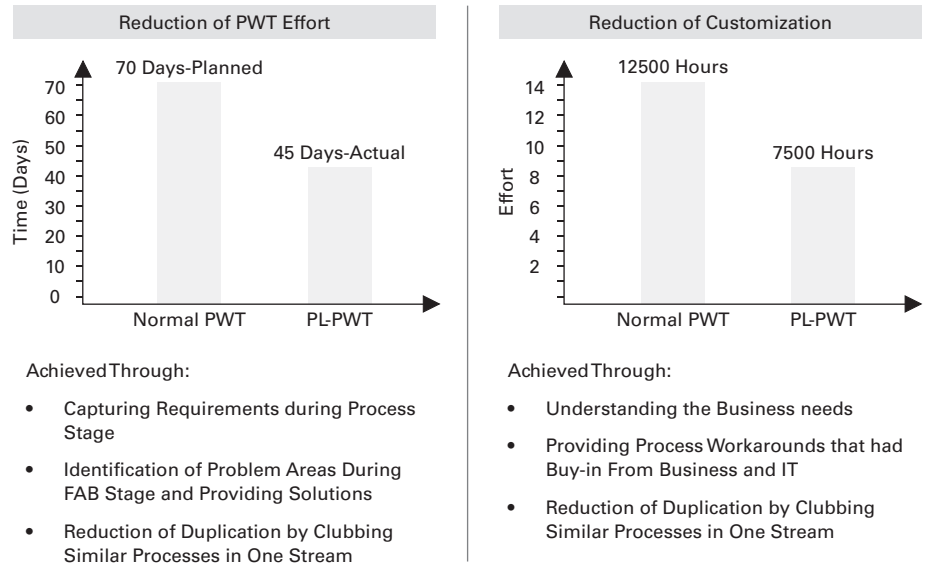 Reduction of PWT Effort
70 Days-Planned
45 Days-Actual
Time (Days)
70
60
50
40
30
20
10
0
Normal PWT
PL-PWT
Achieved Through:
• Capturing Requirements during Process
Stage
• Identification of Problem Areas During
FAB Stage and Providing Solutions
• Reduction of Duplication by Clubbing
Similar Processes in One Stream
Reduction of Customization
12500 Hours
7500 Hours
Effort
14
12
10
8
6
4
2
Normal PWT
PL-PWT
Achieved Through:
• Understanding the Business needs
• Providing Process Workarounds that had
Buy-in From Business and IT
• Reduction of Duplication by Clubbing
Similar Processes in One Stream